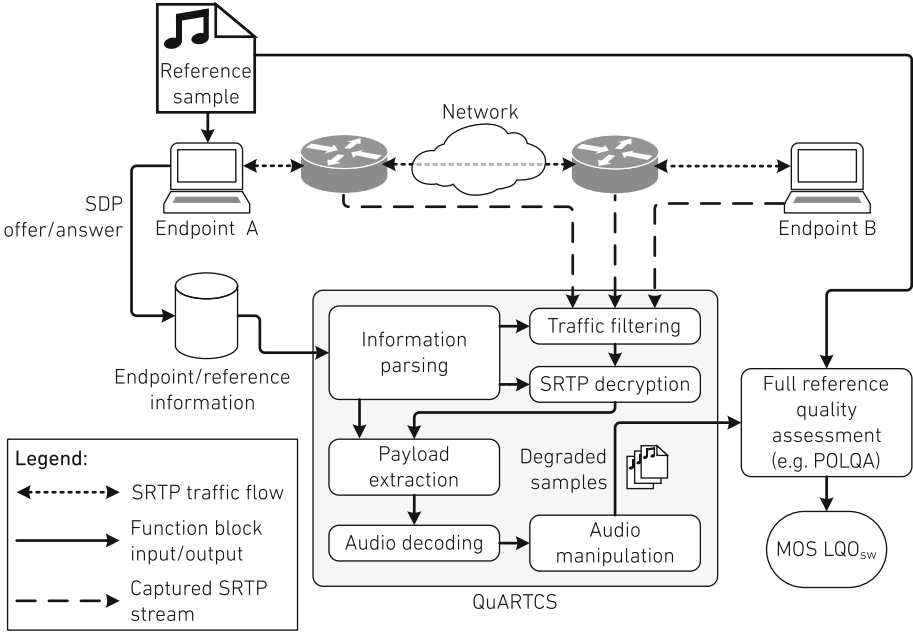 Reference
sample
Network
SDP
offer/answer
Endpoint A
Endpoint B
Information
parsing
Traffic filtering
SRTP decryption
Endpoint/reference
information
Full reference
quality
assessment
(e.g. POLQA)
Payload
extraction
Degraded
samples
Audio decoding
Audio
manipulation
MOS LQOsw
QuARTCS
Legend:
SRTP traffic flow
Function block
input/output
Captured SRTP
stream